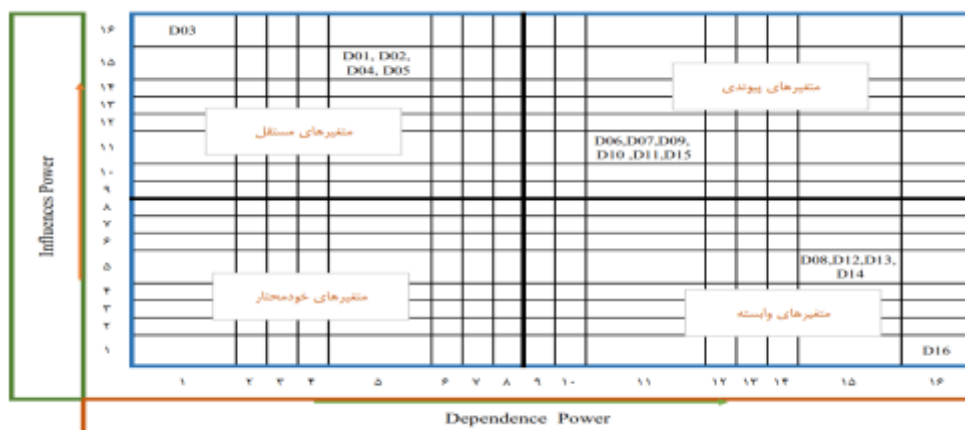 ۱۶ D03
۱۵ D01, D02,
D04, D05
۱۴
متغیرهای پیوندی
۱۳
۱۲
متغیرهای مستقل
۱۱ D06,D07,D09,
D10 ,D11,D15
۱۰
۹
۸
۷
۶
۵ D08,D12,D13,
D14
۴
متغیرهای خودمختار
۳
متغیرهای وابسته
۲
۱ D16
Influences Power
۱ ۲ ۳ ۴ ۵ ۶ ۷ ۸ ۹ ۱۰ ۱۱ ۱۲ ۱۳ ۱۴ ۱۵ ۱۶
Dependence Power